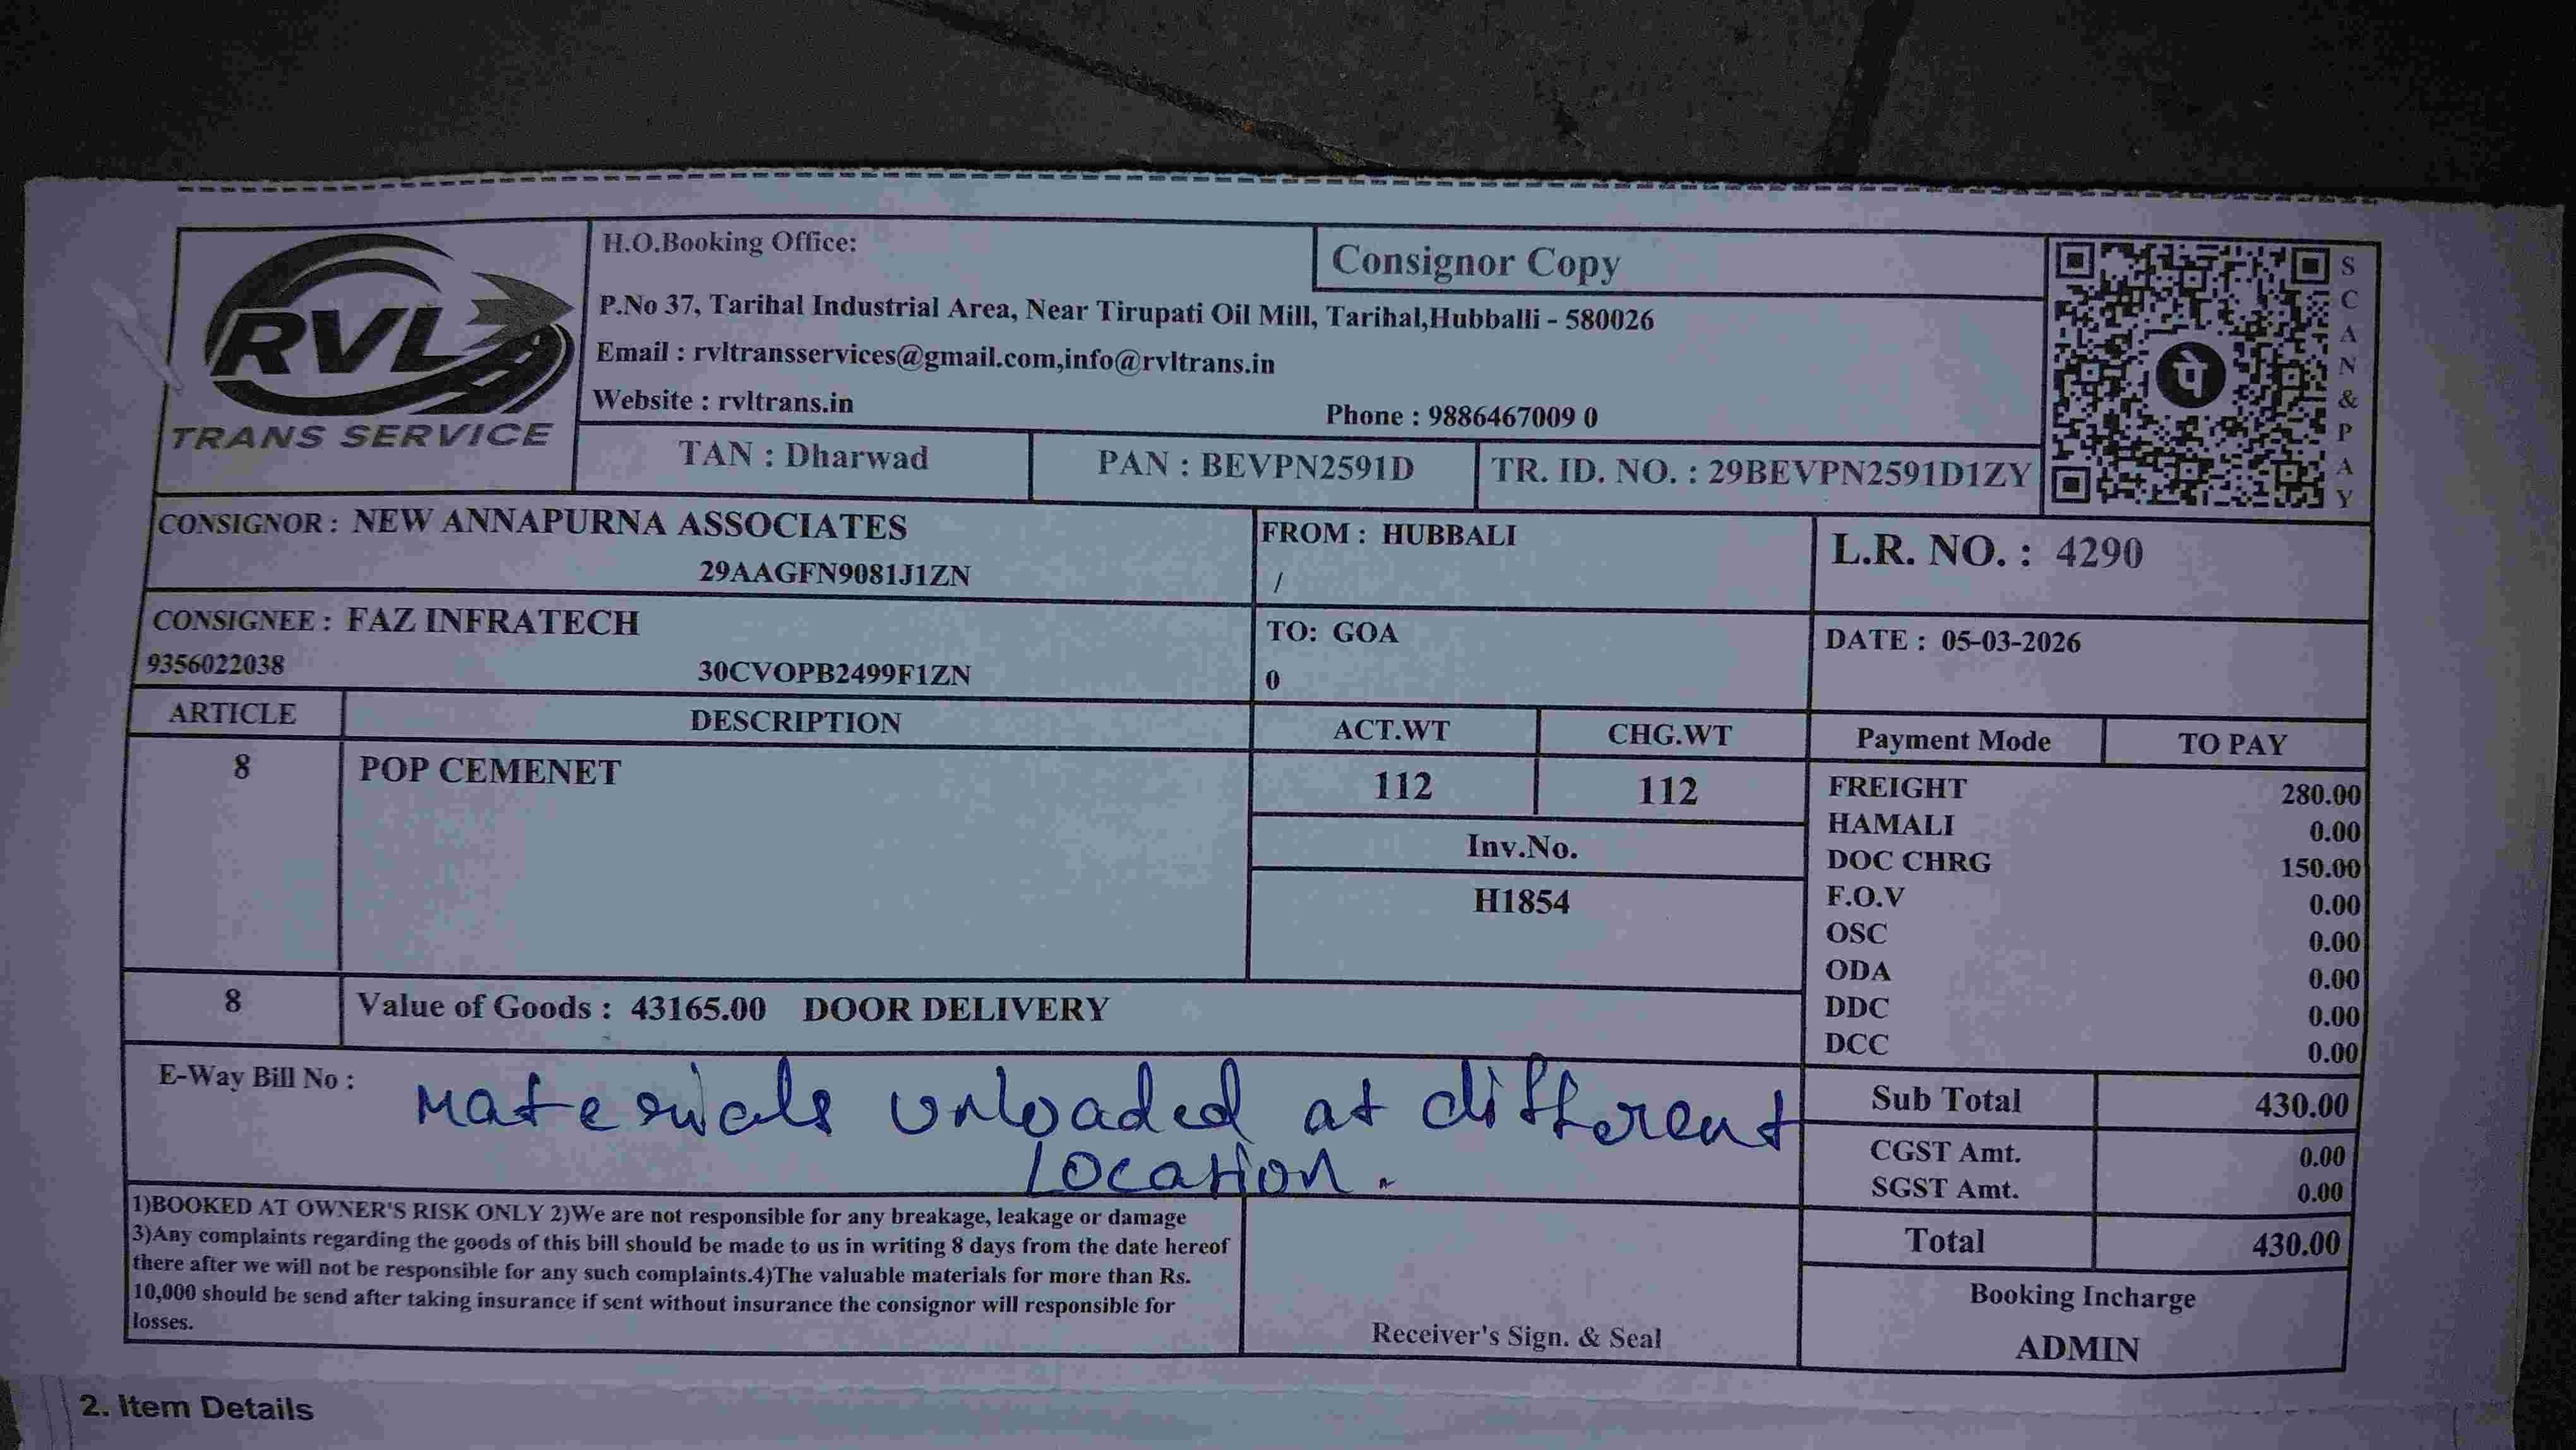 RVL
TRANS SERVICE
H.O.Booking Office:
Consignor Copy
P.No 37, Tarihal Industrial Area, Near Tirupati Oil Mill, Tarihal,Hubballi - 580026
Email : rvltransservices@gmail.com,info@rvltrans.in
Website : rvltrans.in Phone : 9886467009 0
TAN : Dharwad PAN : BEVPN2591D TR. ID. NO. : 29BEVPN2591D1ZY
पे
SCAN&PAY
CONSIGNOR : NEW ANNAPURNA ASSOCIATES
29AAGFN9081J1ZN
FROM : HUBBALI
/
L.R. NO. : 4290
CONSIGNEE : FAZ INFRATECH
9356022038 30CVOPB2499F1ZN
TO: GOA
0
DATE : 05-03-2026
ARTICLE DESCRIPTION ACT.WT CHG.WT Payment Mode TO PAY
8 POP CEMENET 112 112
Inv.No.
H1854
FREIGHT 280.00
HAMALI 0.00
DOC CHRG 150.00
F.O.V 0.00
OSC 0.00
ODA 0.00
DDC 0.00
DCC 0.00
8 Value of Goods : 43165.00 DOOR DELIVERY
E-Way Bill No :
Materials unloaded at different
Location.
Sub Total 430.00
CGST Amt. 0.00
SGST Amt. 0.00
Total 430.00
1)BOOKED AT OWNER'S RISK ONLY 2)We are not responsible for any breakage, leakage or damage
3)Any complaints regarding the goods of this bill should be made to us in writing 8 days from the date hereof
there after we will not be responsible for any such complaints.4)The valuable materials for more than Rs.
10,000 should be send after taking insurance if sent without insurance the consignor will responsible for
losses.
Receiver's Sign. & Seal
Booking Incharge
ADMIN
2. Item Details